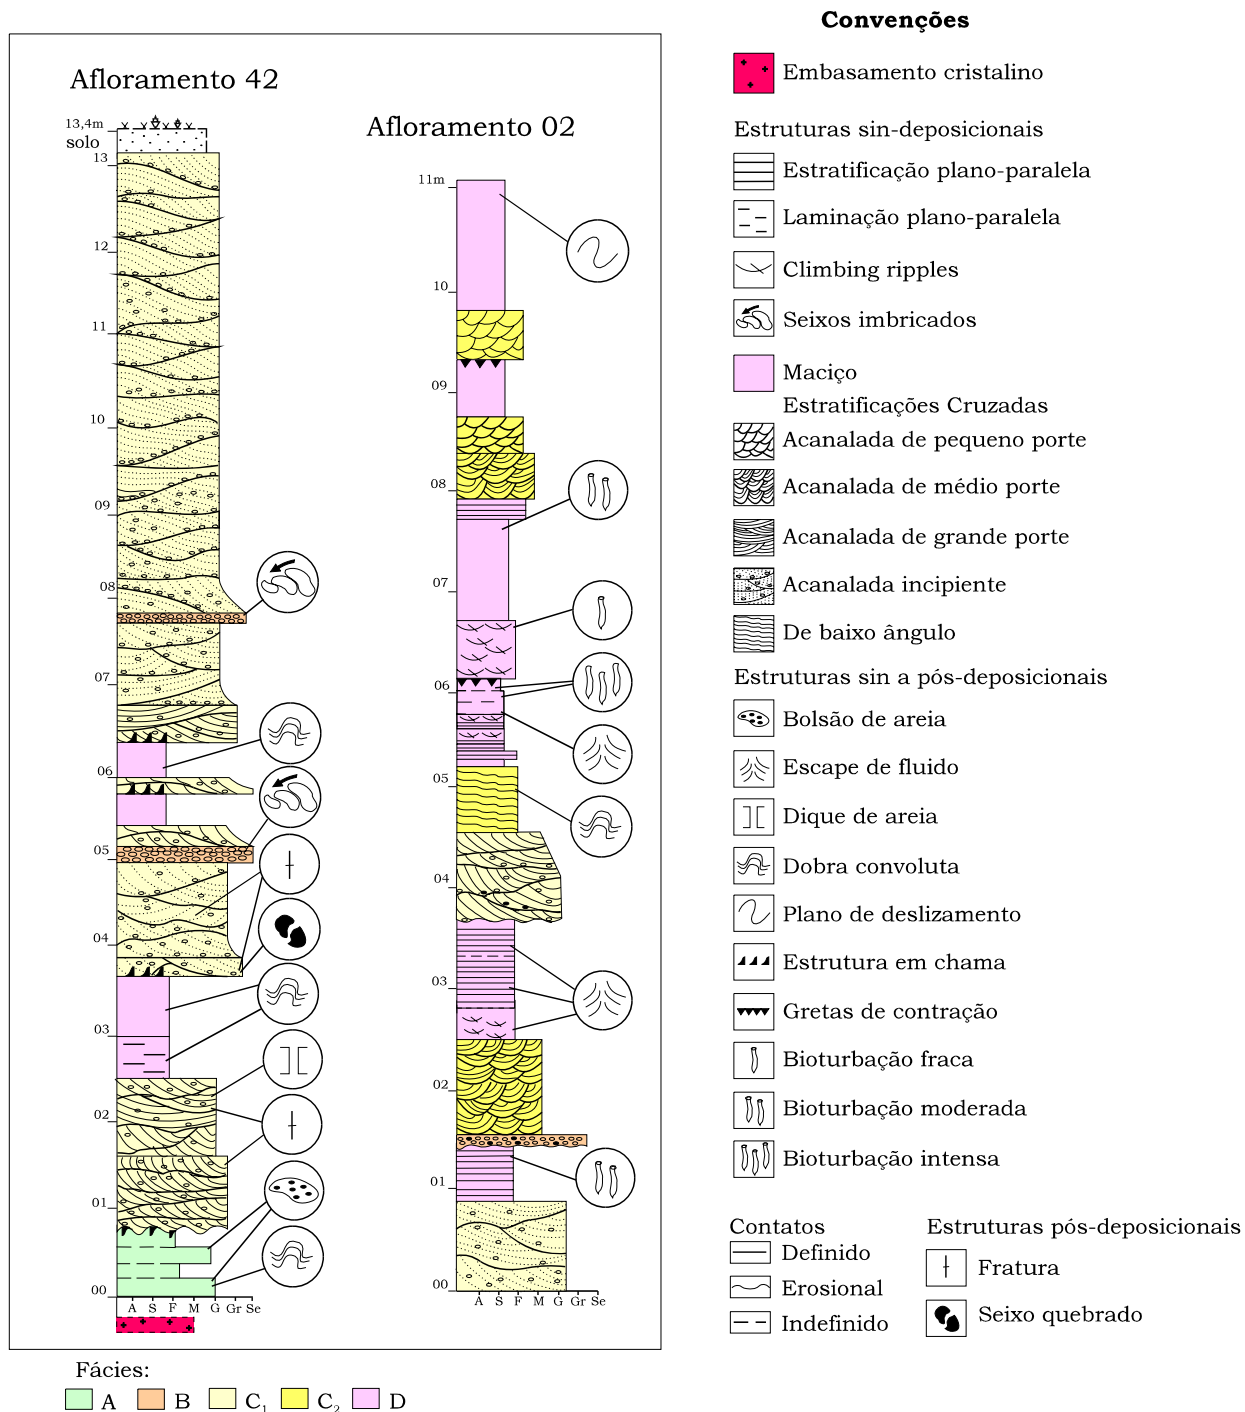 Convenções
Afloramento 42
13,4m
solo
13
12
11
10
09
08
07
06
05
04
03
02
01
00
A S F M G Gr Se
Afloramento 02
11m
10
09
08
07
06
05
04
03
02
01
00
A S F M G Gr Se
Fácies:
A B C1 C2 D
Embasamento cristalino
Estruturas sin-deposicionais
Estratificação plano-paralela
Laminação plano-paralela
Climbing ripples
Seixos imbricados
Maciço
Estratificações Cruzadas
Acanalada de pequeno porte
Acanalada de médio porte
Acanalada de grande porte
Acanalada incipiente
De baixo ângulo
Estruturas sin a pós-deposicionais
Bolsão de areia
Escape de fluido
Dique de areia
Dobra convoluta
Plano de deslizamento
Estrutura em chama
Gretas de contração
Bioturbação fraca
Bioturbação moderada
Bioturbação intensa
Contatos
Definido
Erosional
Indefinido
Estruturas pós-deposicionais
Fratura
Seixo quebrado